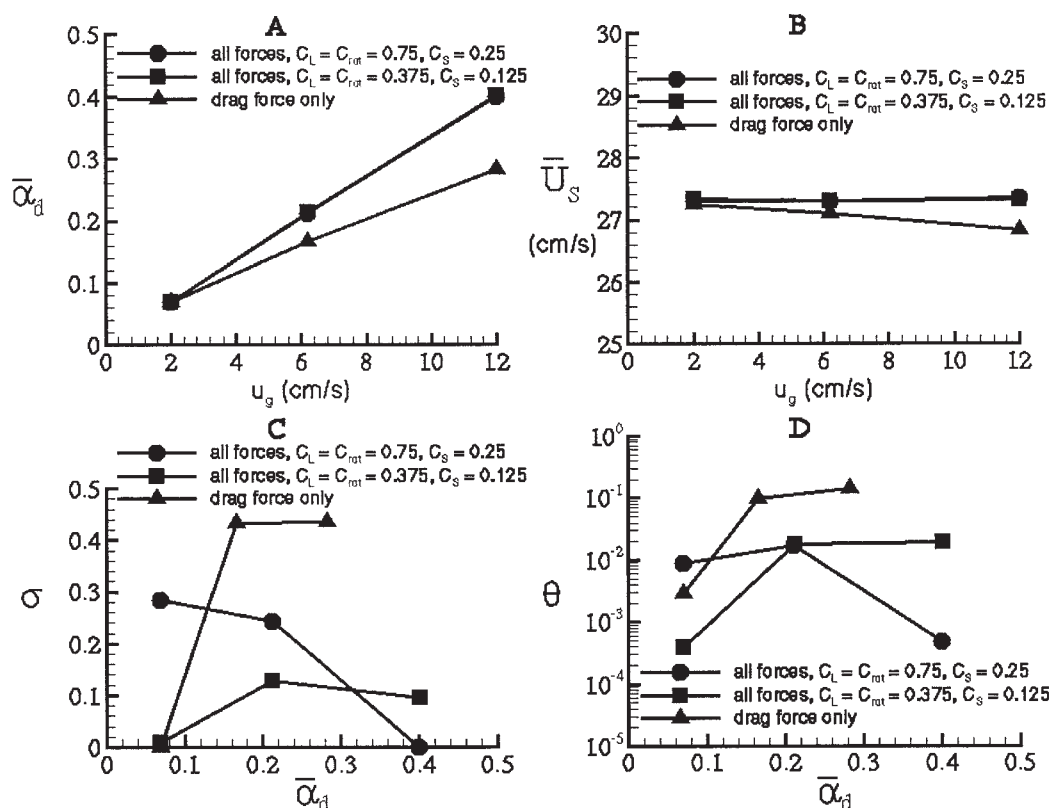 A
0.5
0.4
0.3
0.2
0.1
0
ᾱ_d
all forces, C_L = C_rot = 0.75, C_S = 0.25
all forces, C_L = C_rot = 0.375, C_S = 0.125
drag force only
0 2 4 6 8 10 12
u_g (cm/s)
B
30
29
28
27
26
25
U̅_S
(cm/s)
all forces, C_L = C_rot = 0.75, C_S = 0.25
all forces, C_L = C_rot = 0.375, C_S = 0.125
drag force only
0 2 4 6 8 10 12
u_g (cm/s)
C
all forces, C_L = C_rot = 0.75, C_S = 0.25
all forces, C_L = C_rot = 0.375, C_S = 0.125
drag force only
0.4
0.3
0.2
0.1
0
σ
0.1 0.2 0.3 0.4 0.5
ᾱ_d
D
10^0
10^-1
10^-2
10^-3
10^-4
10^-5
θ
all forces, C_L = C_rot = 0.75, C_S = 0.25
all forces, C_L = C_rot = 0.375, C_S = 0.125
drag force only
0 0.1 0.2 0.3 0.4 0.5
ᾱ_d